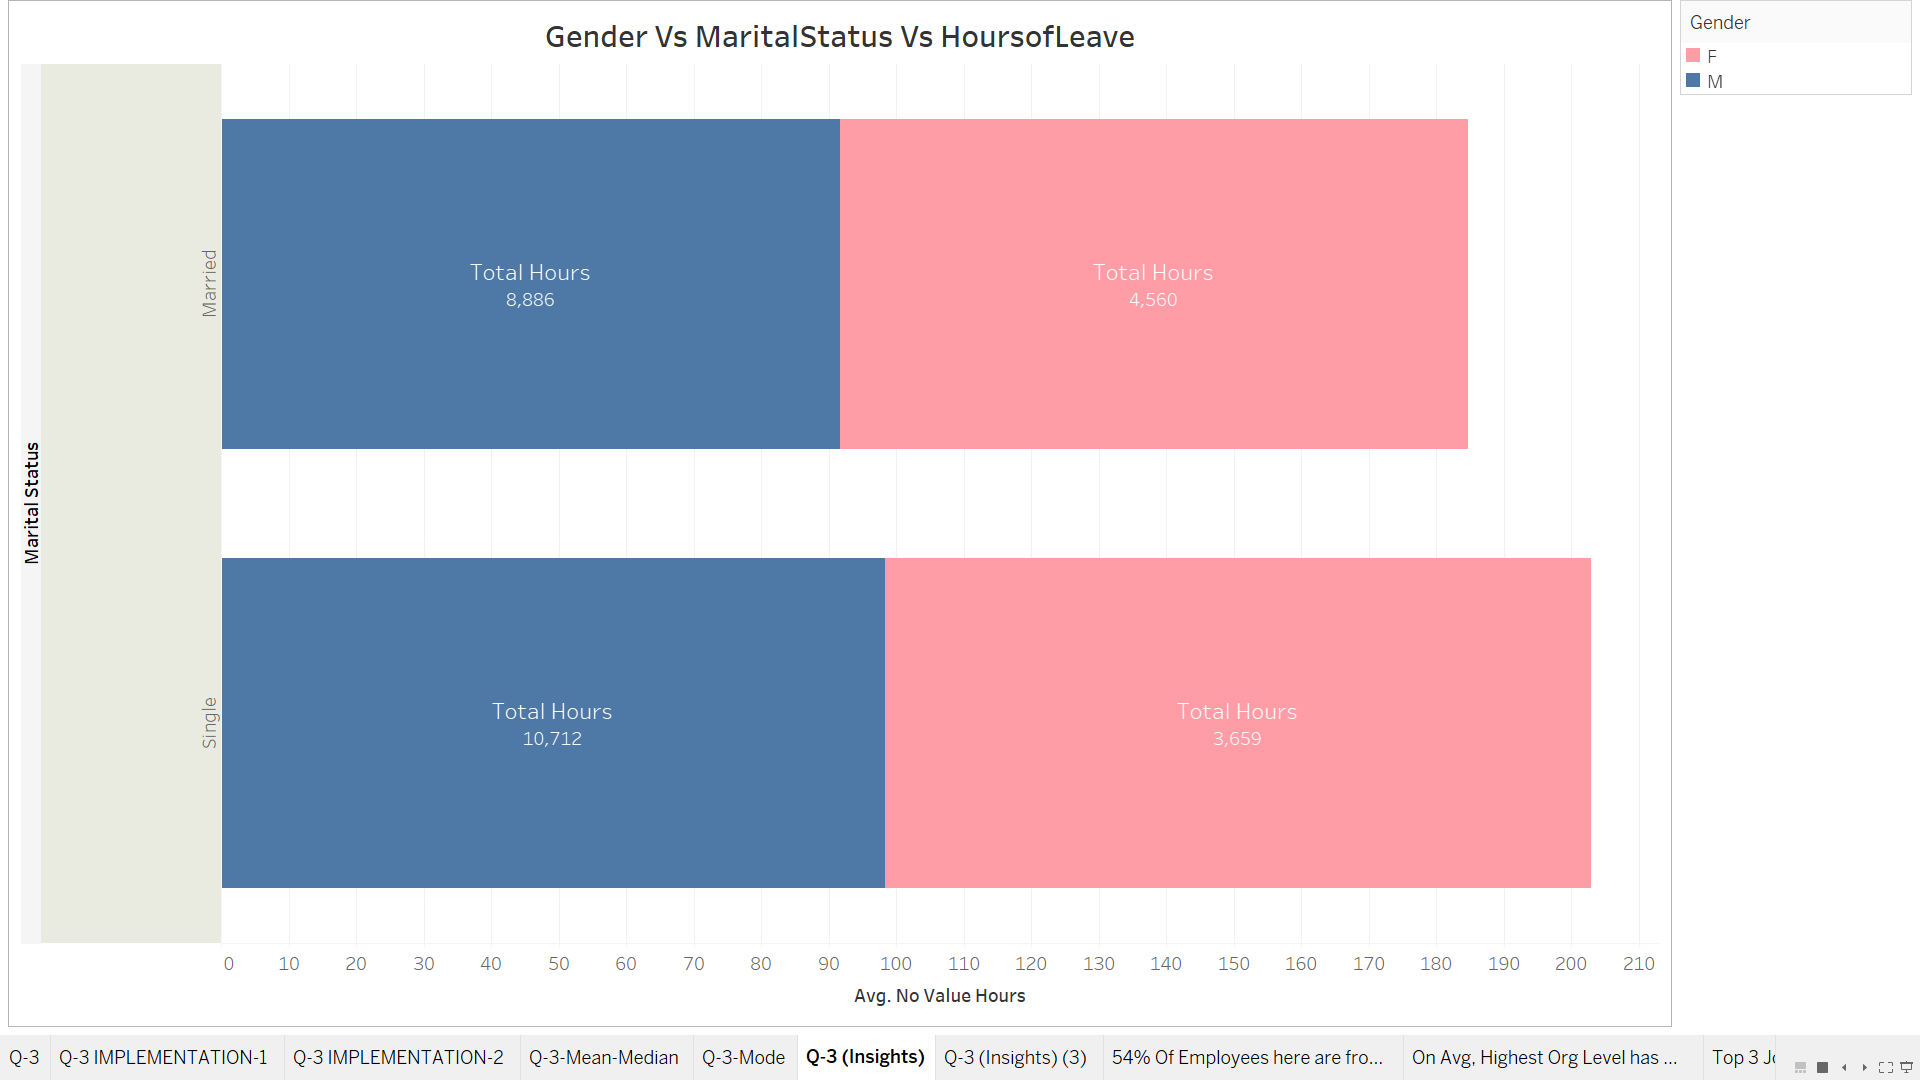 Gender Vs MaritalStatus Vs HoursofLeave
Gender
F
M
Marital Status
Married
Total Hours
8,886
Total Hours
4,560
Single
Total Hours
10,712
Total Hours
3,659
0 10 20 30 40 50 60 70 80 90 100 110 120 130 140 150 160 170 180 190 200 210
Avg. No Value Hours
Q-3 Q-3 IMPLEMENTATION-1 Q-3 IMPLEMENTATION-2 Q-3-Mean-Median Q-3-Mode Q-3 (Insights) Q-3 (Insights) (3) 54% Of Employees here are fro... On Avg, Highest Org Level has ... Top 3